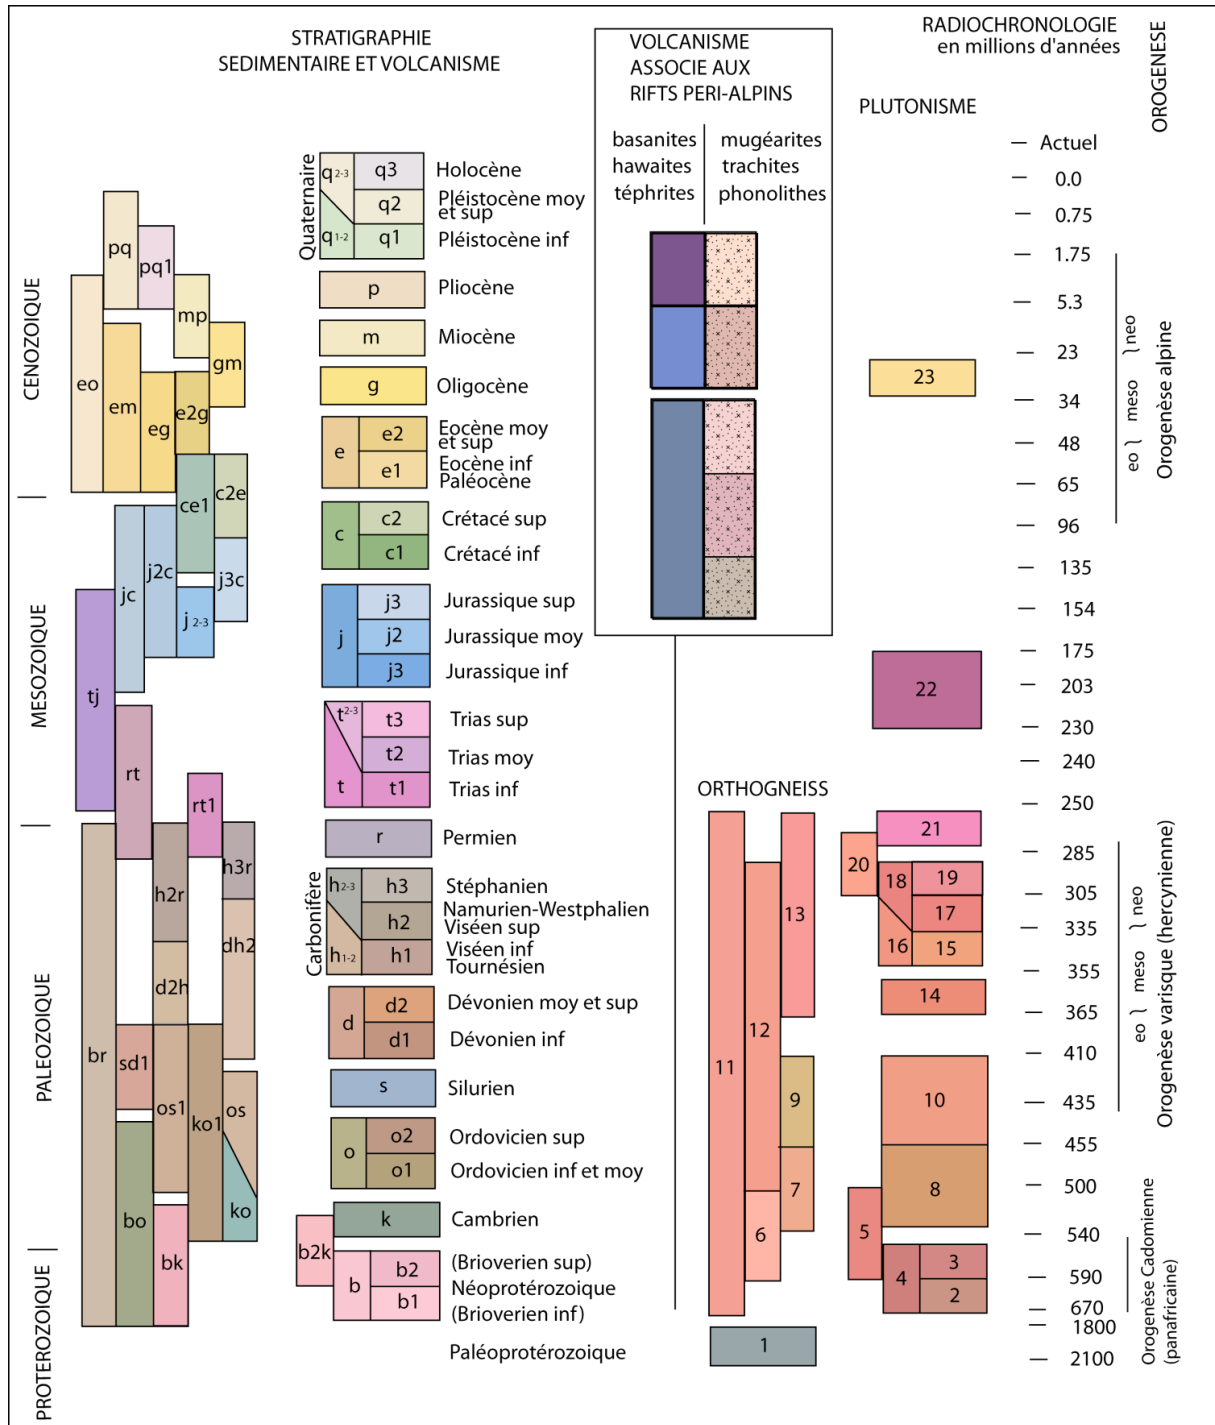 STRATIGRAPHIE
SEDIMENTAIRE ET VOLCANISME
VOLCANISME
ASSOCIE AUX
RIFTS PERI-ALPINS
basanites
hawaites
téphrites
mugéarites
trachites
phonolithes
RADIOCHRONOLOGIE
en millions d'années
OROGENESE
PLUTONISME
ORTHOGNEISS
CENOZOIQUE
MESOZOIQUE
PALEOZOIQUE
PROTEROZOIQUE
pq
pq1
mp
gm
eo
em
eg
e2g
ce1
c2e
jc
j2c
j3c
j 2-3
tj
rt
rt1
br
h2r
h3r
dh2
d2h
sd1
os1
ko1
os
ko
bo
bk
Quaternaire
q 2-3
q 1-2
q3 Holocène
q2 Pléistocène moy
et sup
q1 Pléistocène inf
p Pliocène
m Miocène
g Oligocène
e
e2 Eocène moy
et sup
e1 Eocène inf
Paléocène
c
c2 Crétacé sup
c1 Crétacé inf
j
j3 Jurassique sup
j2 Jurassique moy
j3 Jurassique inf
t 2-3
t
t3 Trias sup
t2 Trias moy
t1 Trias inf
r Permien
Carbonifère
h 2-3
h 1-2
h3 Stéphanien
Namurien-Westphalien
h2 Viséen sup
h1 Viséen inf
Tournésien
d
d2 Dévonien moy et sup
d1 Dévonien inf
s Silurien
o
o2 Ordovicien sup
o1 Ordovicien inf et moy
k Cambrien
b2k
b
b2 (Brioverien sup)
Néoprotérozoique
b1 (Brioverien inf)
Paléoprotérozoique
11
12
13
9
7
6
1
23
22
21
20
18
19
17
16
15
14
10
8
5
4
3
2
Actuel
0.0
0.75
1.75
5.3
23
34
48
65
96
135
154
175
203
230
240
250
285
305
335
355
365
410
435
455
500
540
590
670
1800
2100
eo meso neo
Orogenèse alpine
eo meso neo
Orogenèse varisque (hercynienne)
Orogenèse Cadomienne
(panafricaine)